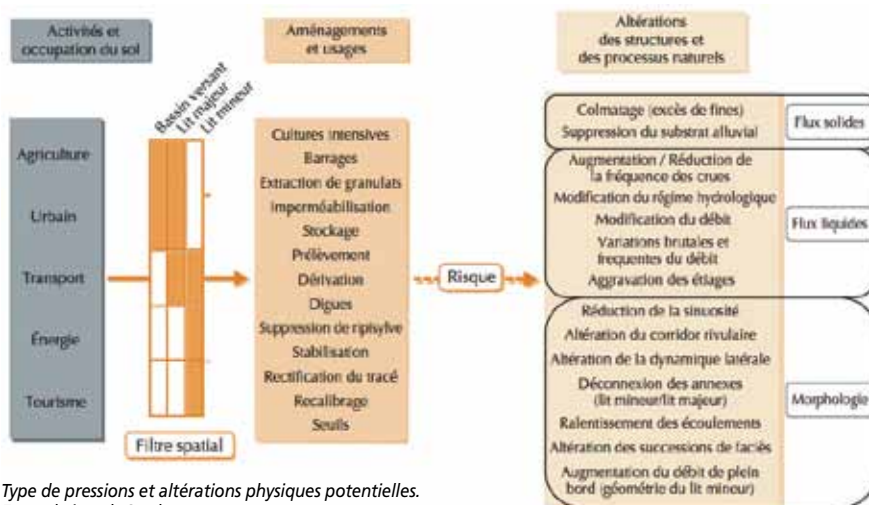 Activités et
occupation du sol
Aménagements
et usages
Altérations
des structures et
des processus naturels
Bassin versant
Lit majeur
Lit mineur
Agriculture
Urbain
Transport
Énergie
Tourisme
Filtre spatial
Cultures intensives
Barrages
Extraction de granulats
Imperméabilisation
Stockage
Prélèvement
Dérivation
Digues
Suppression de ripisylve
Stabilisation
Rectification du tracé
Recalibrage
Seuils
Risque
Colmatage (excès de fines)
Suppression du substrat alluvial
Flux solides
Augmentation / Réduction de
la fréquence des crues
Modification du régime hydrologique
Modification du débit
Variations brutales et
frequentes du débit
Aggravation des étiages
Flux liquides
Réduction de la sinuosité
Altération du corridor rivulaire
Altération de la dynamique latérale
Déconnexion des annexes
(lit mineur/lit majeur)
Ralentissement des écoulements
Altération des successions de faciès
Augmentation du débit de plein
bord (géométrie du lit mineur)
Morphologie
Type de pressions et altérations physiques potentielles.